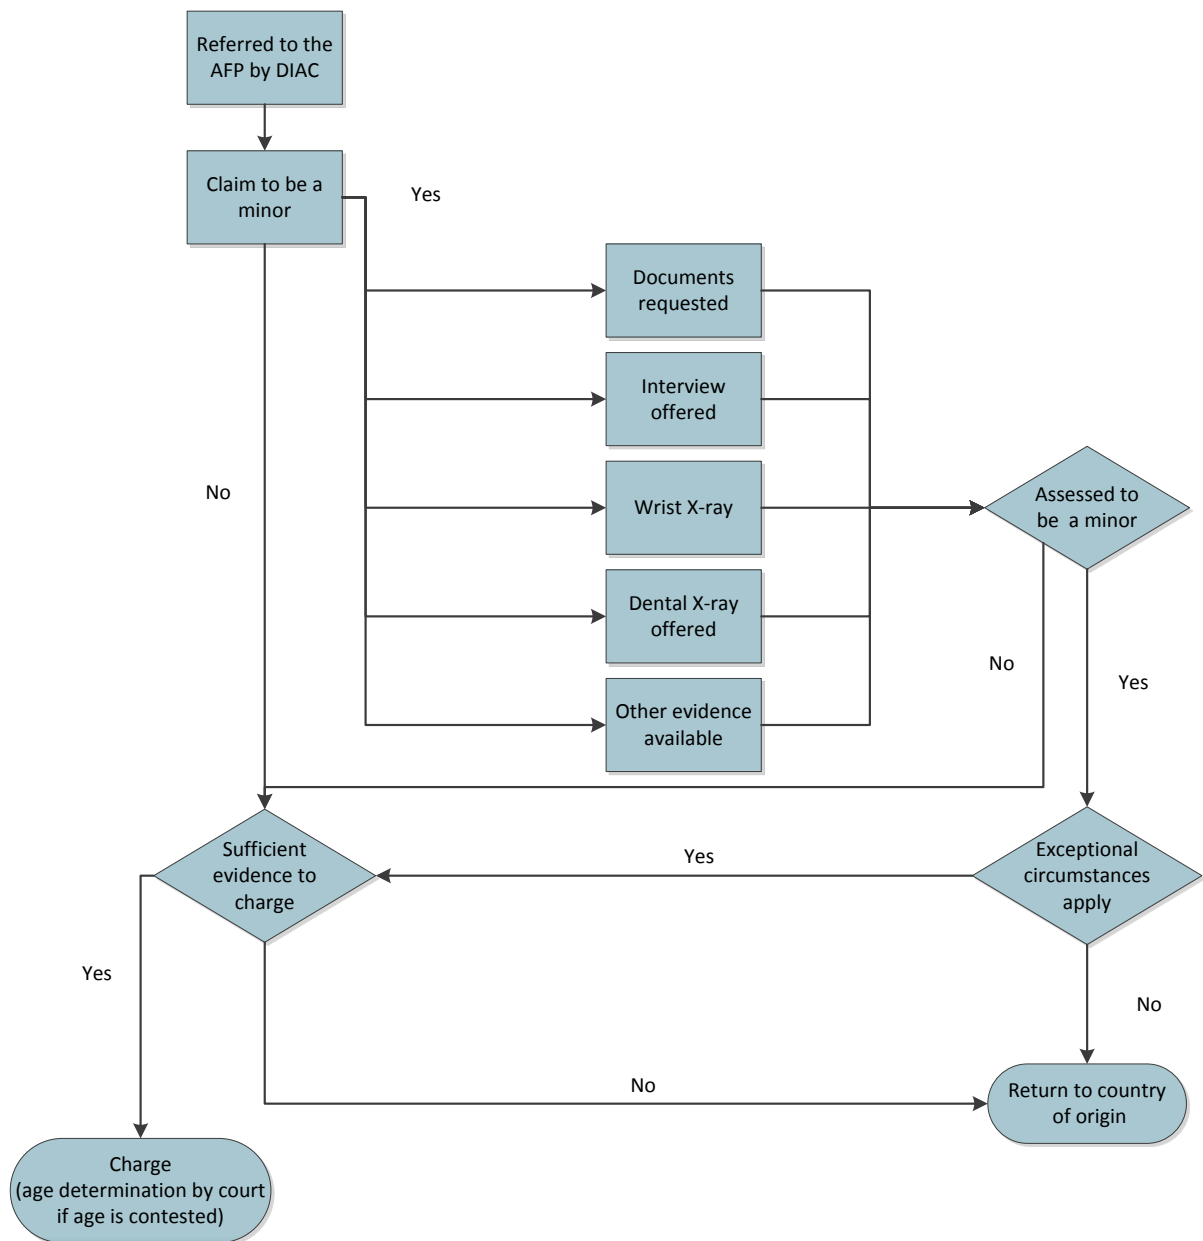 Referred to the
AFP by DIAC
Claim to be a
minor
Yes
Documents
requested
Interview
offered
No
Wrist X-ray
Assessed to
be  a minor
Dental X-ray
offered
No
Yes
Other evidence
available
Sufficient
evidence to
charge
Yes
Exceptional
circumstances
apply
Yes
No
No
Return to country
of origin
Charge
(age determination by court
if age is contested)